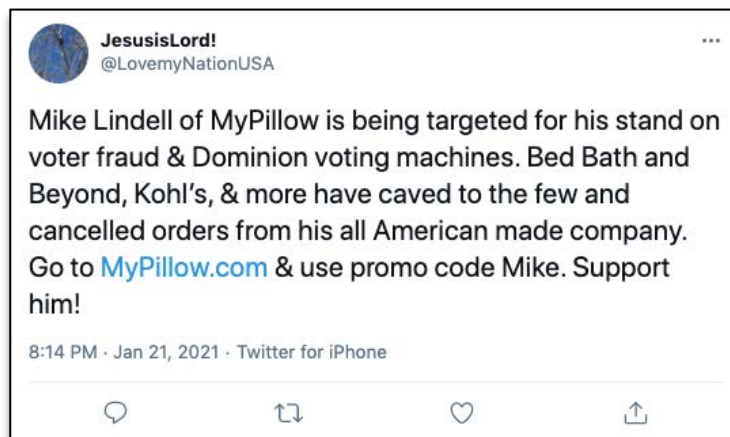 JesusisLord!
@LovemyNationUSA
Mike Lindell of MyPillow is being targeted for his stand on
voter fraud & Dominion voting machines. Bed Bath and
Beyond, Kohl's, & more have caved to the few and
cancelled orders from his all American made company.
Go to MyPillow.com & use promo code Mike. Support
him!
8:14 PM · Jan 21, 2021 · Twitter for iPhone